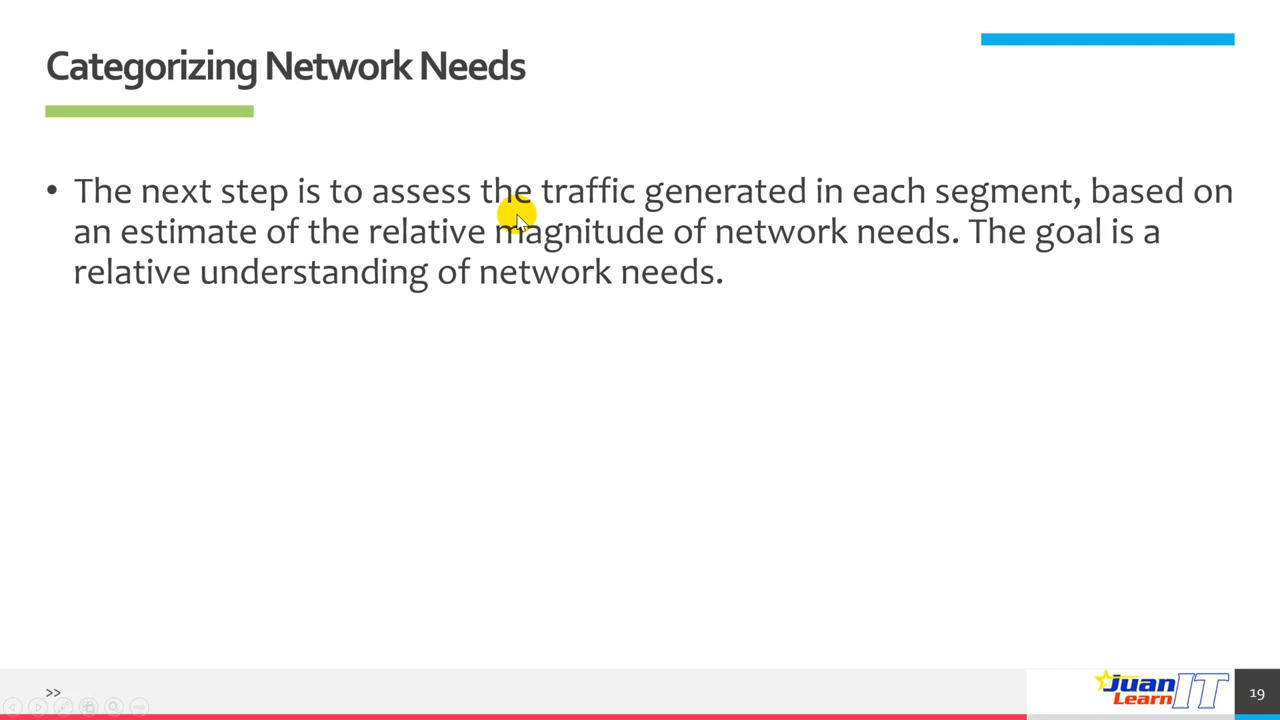 Categorizing Network Needs
• The next step is to assess the traffic generated in each segment, based on
an estimate of the relative magnitude of network needs. The goal is a
relative understanding of network needs.
>>
Juan
Learn IT
19